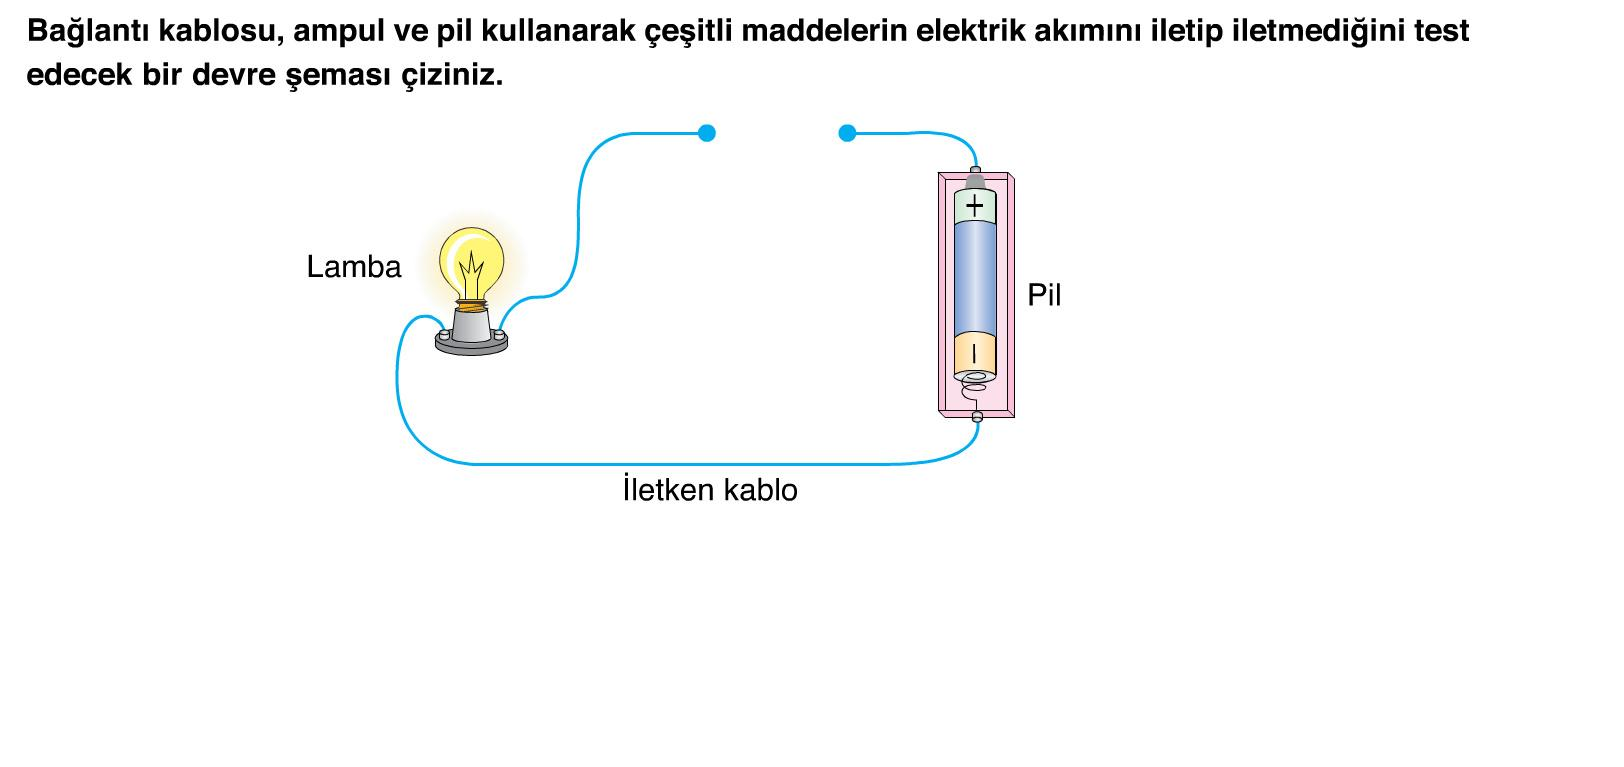 Bağlantı kablosu, ampul ve pil kullanarak çeşitli maddelerin elektrik akımını iletip iletmediğini test
edecek bir devre şeması çiziniz.
+
Lamba
Pil
–
İletken kablo